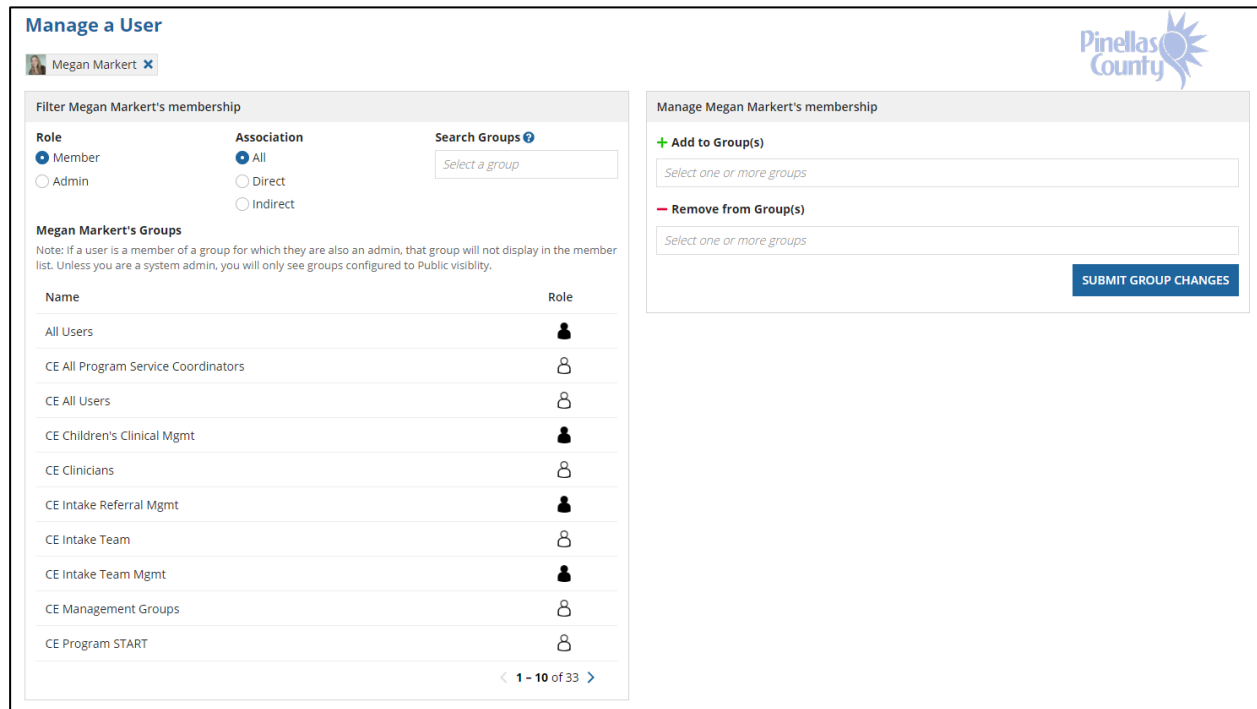 Manage a User
Pinellas
County
Megan Markert
Filter Megan Markert's membership
Role
Association
Search Groups
Member
All
Select a group
Admin
Direct
Indirect
Megan Markert's Groups
Note: If a user is a member of a group for which they are also an admin, that group will not display in the member
list. Unless you are a system admin, you will only see groups configured to Public visiblity.
Name Role
All Users
CE All Program Service Coordinators
CE All Users
CE Children's Clinical Mgmt
CE Clinicians
CE Intake Referral Mgmt
CE Intake Team
CE Intake Team Mgmt
CE Management Groups
CE Program START
1 – 10 of 33
Manage Megan Markert's membership
Add to Group(s)
Select one or more groups
Remove from Group(s)
Select one or more groups
SUBMIT GROUP CHANGES